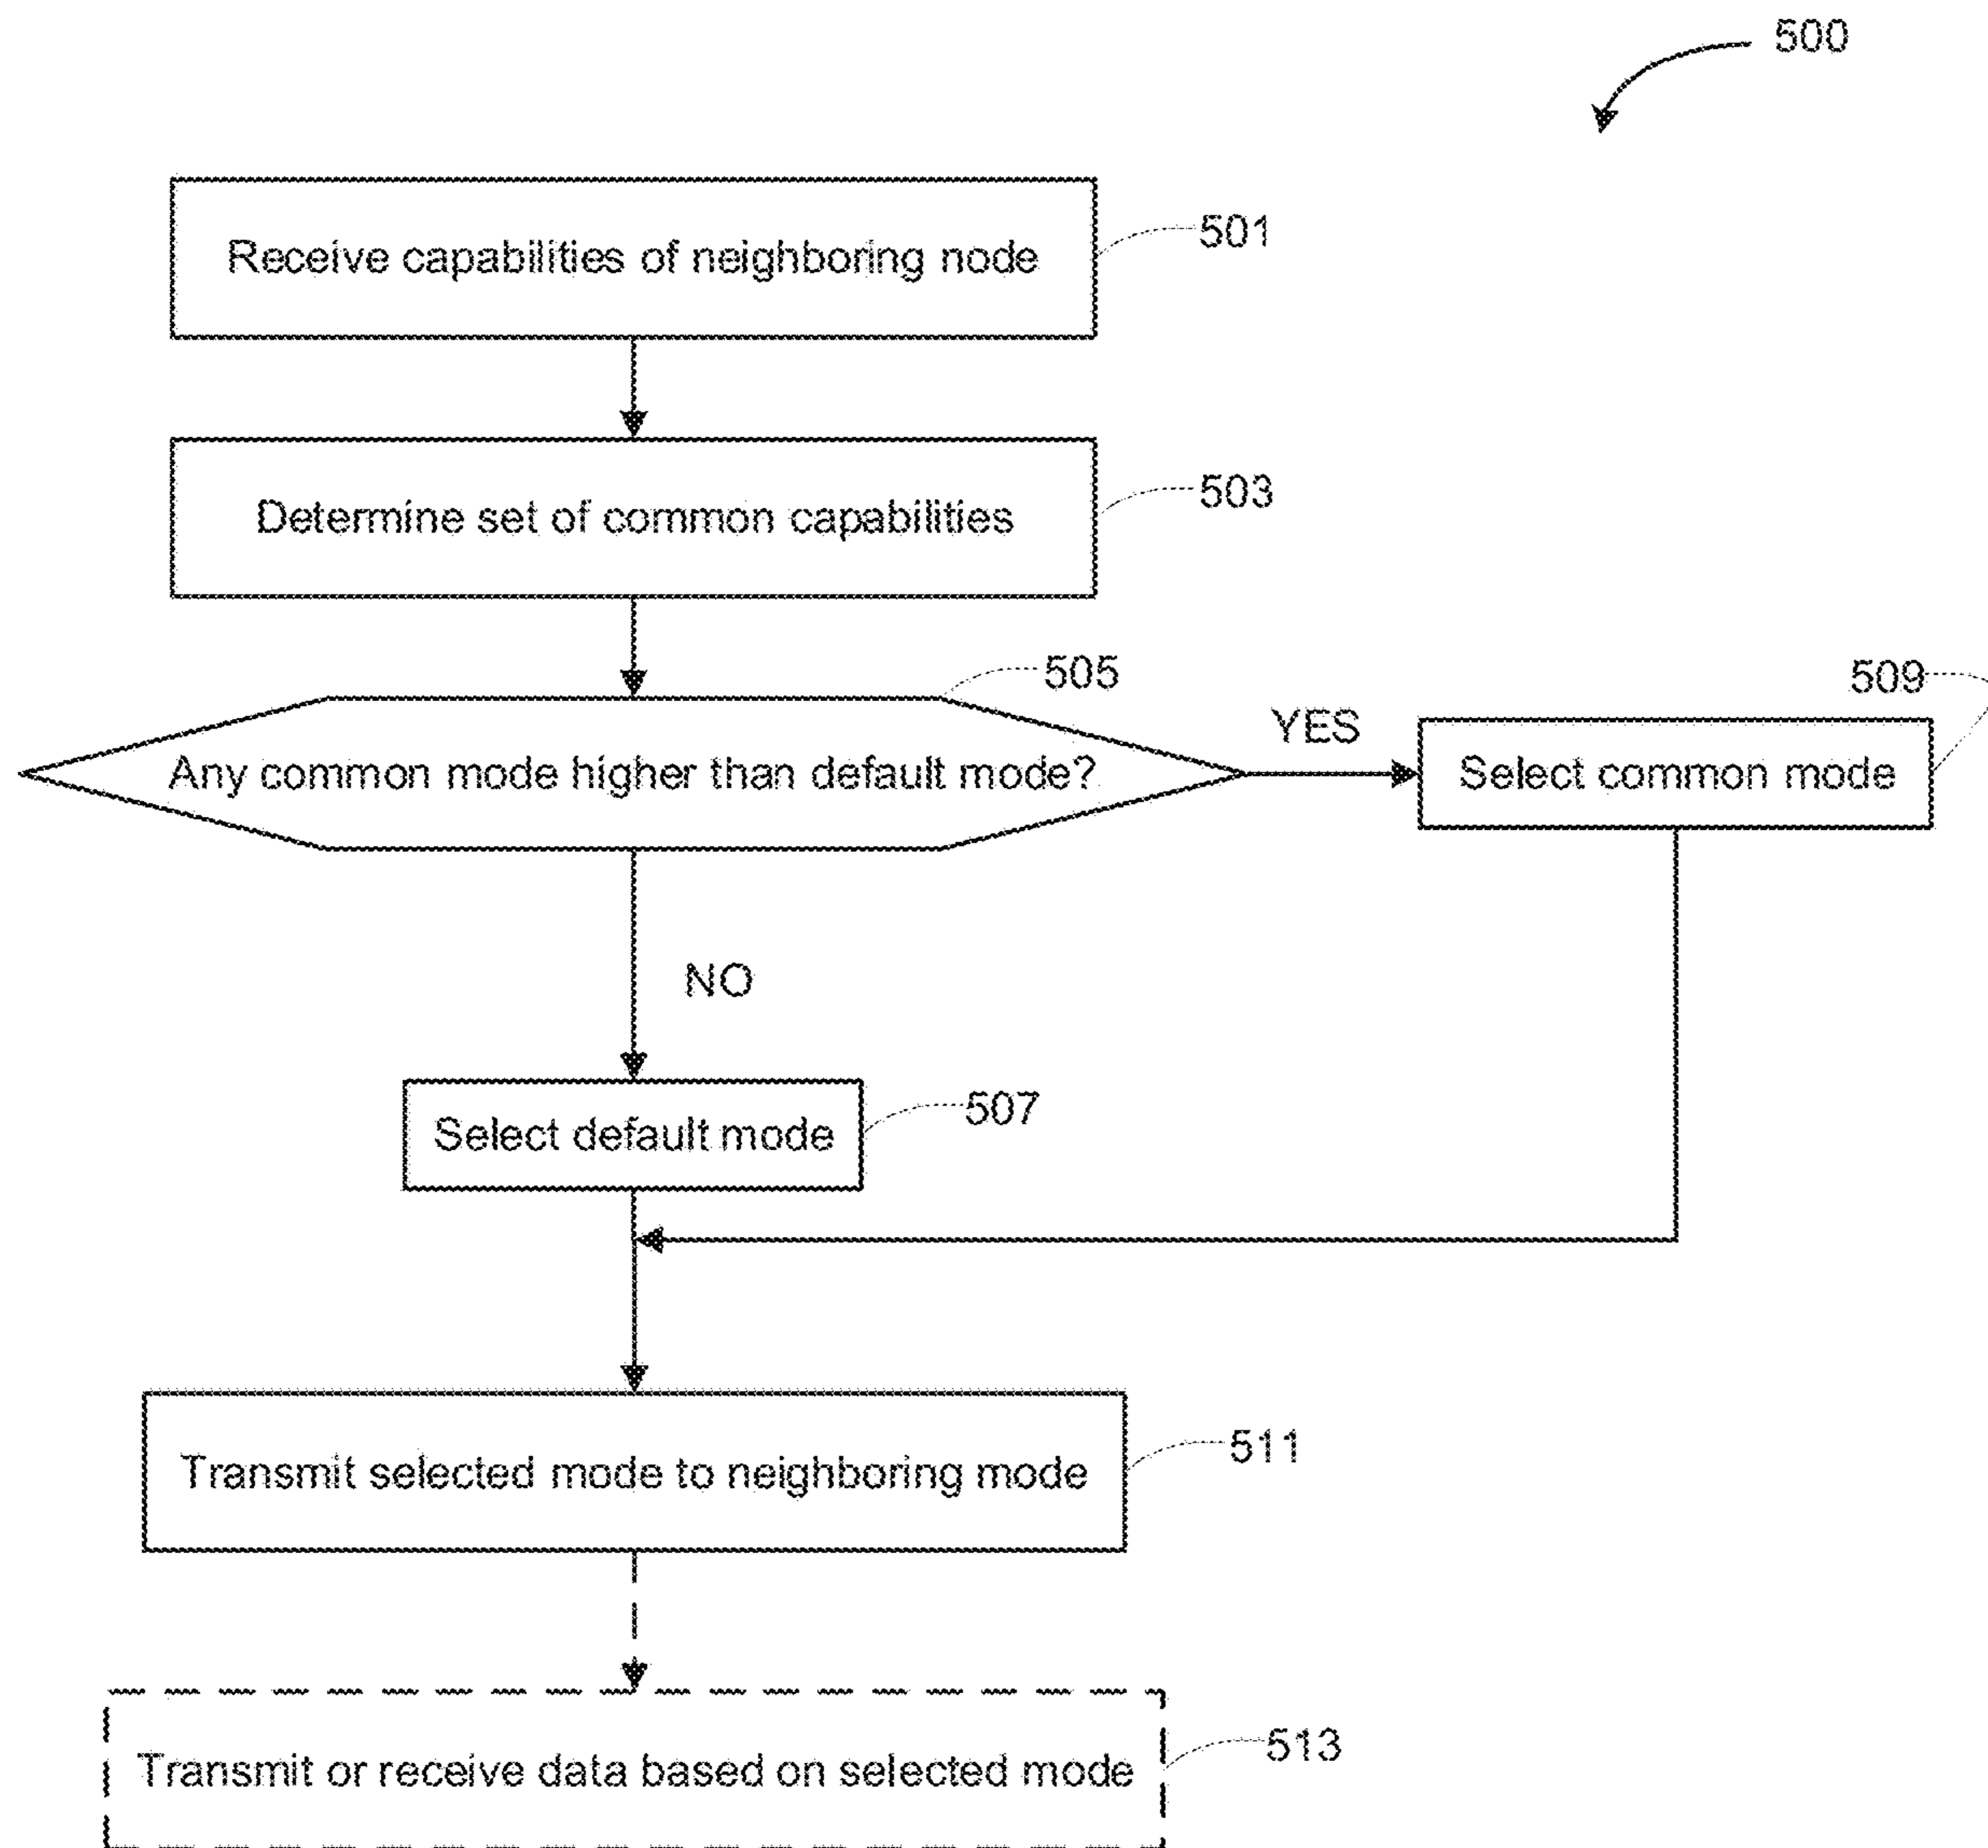 500
Receive capabilities of neighboring node
501
Determine set of common capabilities
503
505
Any common mode higher than default mode?
YES
509
Select common mode
NO
Select default mode
507
Transmit selected mode to neighboring mode
511
Transmit or receive data based on selected mode
513